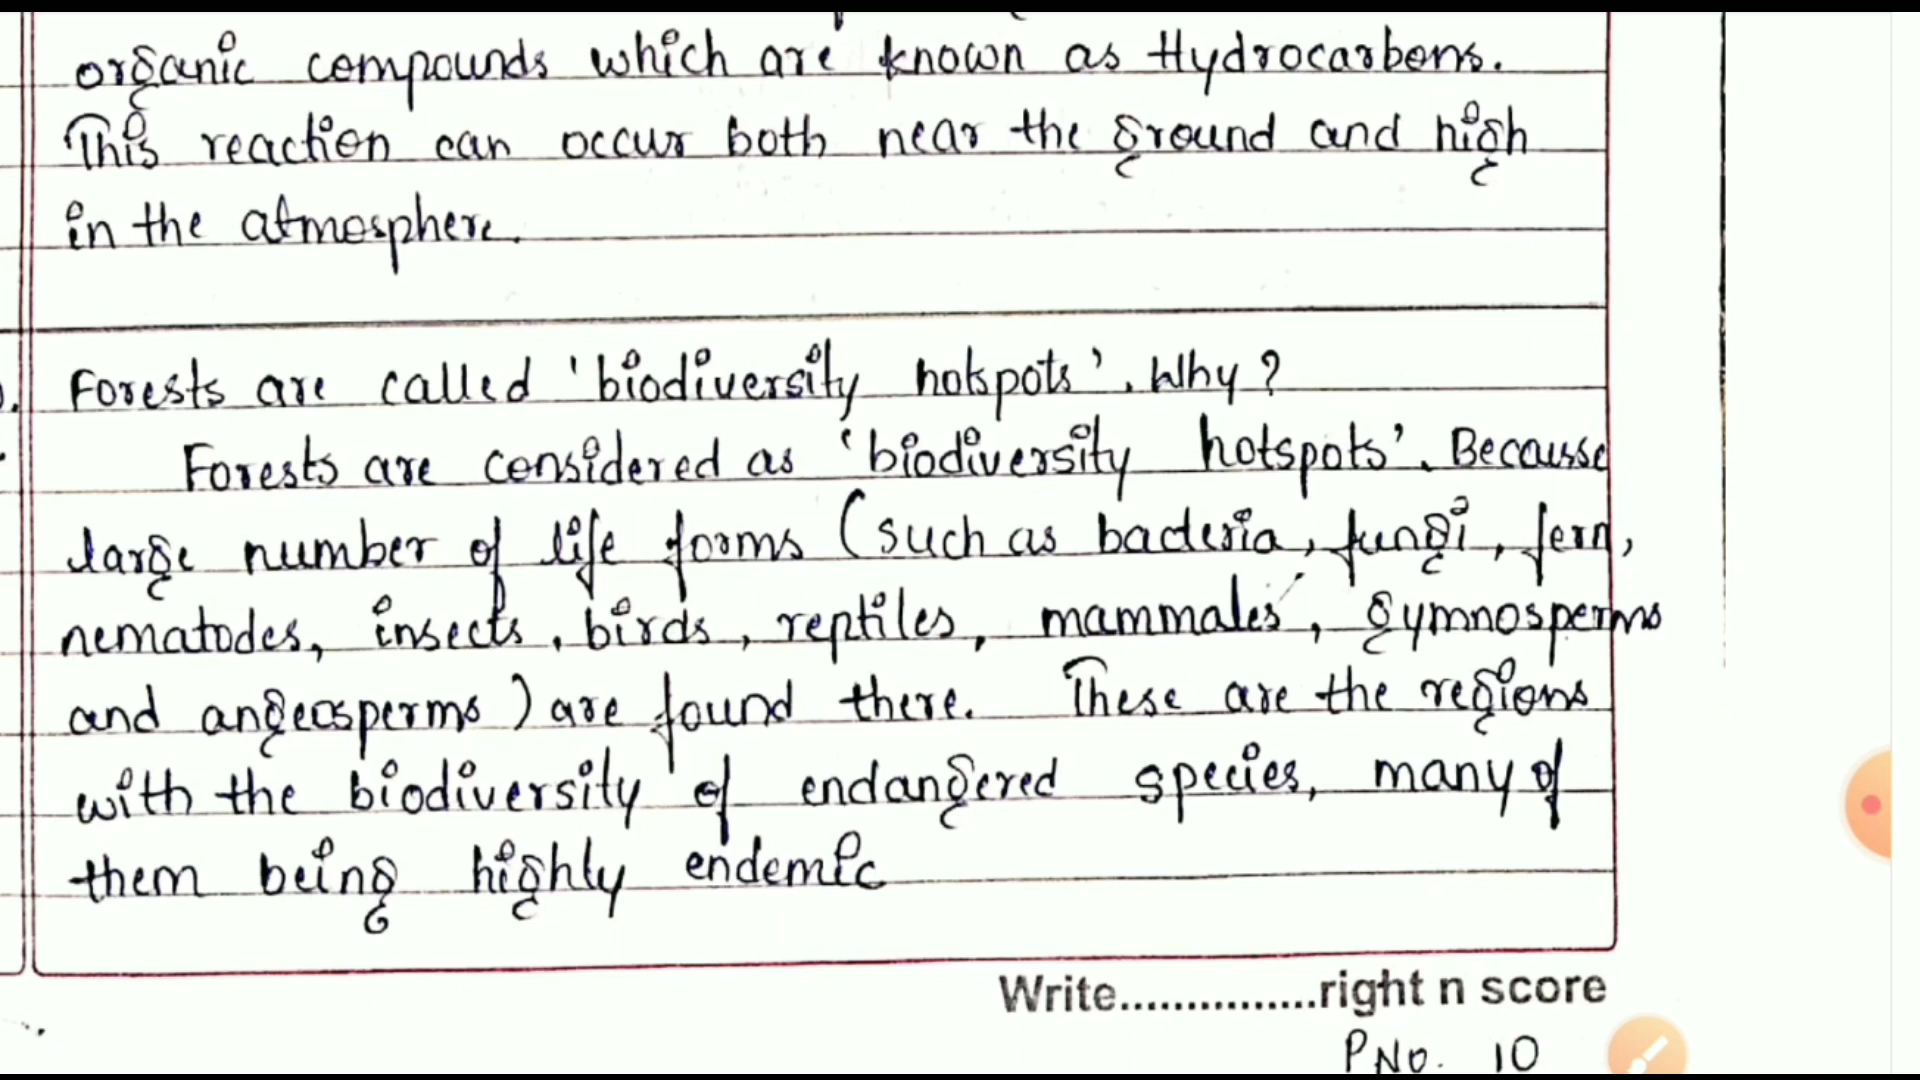 organic compounds which are known as Hydrocarbons.
This reaction can occur both near the ground and high
in the atmosphere.
Forests are called 'biodiversity hotspots'. Why?
Forests are considered as 'biodiversity hotspots'. Becausse
large number of life forms (such as bacteria, fungi, fern,
nematodes, insects, birds, reptiles, mammales, gymnosperms
and angeosperms) are found there. These are the regions
with the biodiversity of endangered species, many of
them being highly endemic
Write...............right n score
PNo. 10